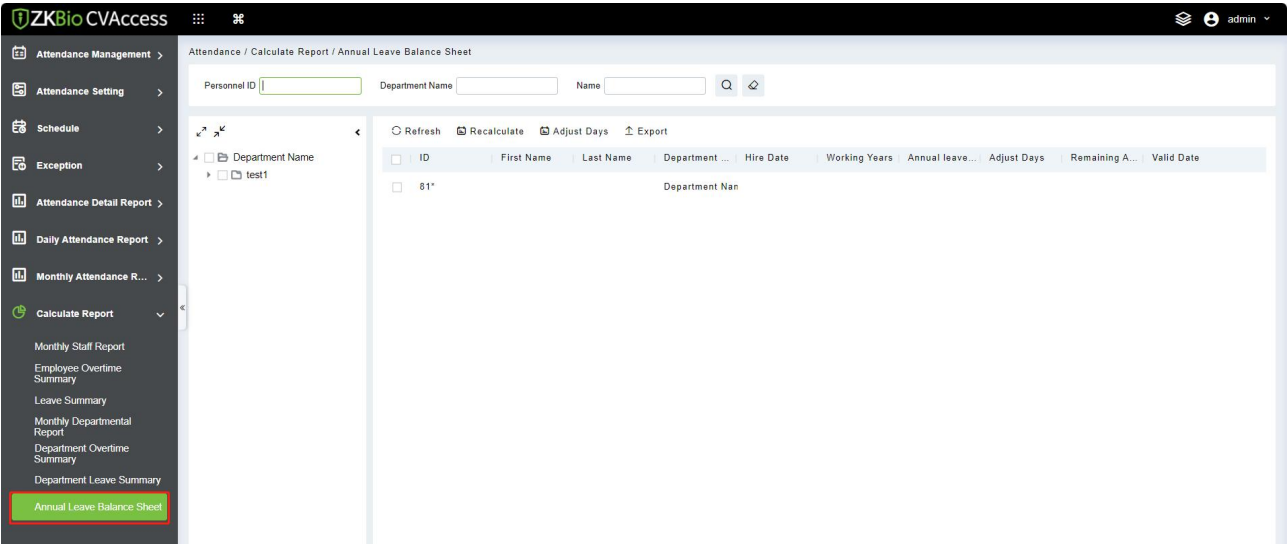 ZKBio CVAccess
admin
Attendance Management
Attendance Setting
Schedule
Exception
Attendance Detail Report
Daily Attendance Report
Monthly Attendance R...
Calculate Report
Monthly Staff Report
Employee Overtime
Summary
Leave Summary
Monthly Departmental
Report
Department Overtime
Summary
Department Leave Summary
Annual Leave Balance Sheet
Attendance / Calculate Report / Annual Leave Balance Sheet
Personnel ID Department Name Name
Department Name
test1
Refresh Recalculate Adjust Days Export
ID First Name Last Name Department ... Hire Date Working Years Annual leave... Adjust Days Remaining A... Valid Date
81* Department Nan